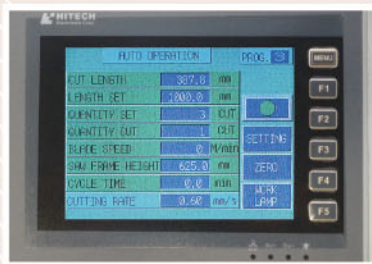 HITECH
AUTO OPERATION PROG. 3
MENU
CUT LENGTH 387.8 mm
F1
LENGTH SET 1000.0 mm
QUANTITY SET 3 CUT
F2
QUANTITY CUT 1 CUT
SETTING
BLADE SPEED 0 M/min
F3
SAW FRAME HEIGHT 625.0 mm
ZERO
CYCLE TIME 0.0 min
F4
CUTTING RATE 0.60 mm/s
WORK
LAMP
F5